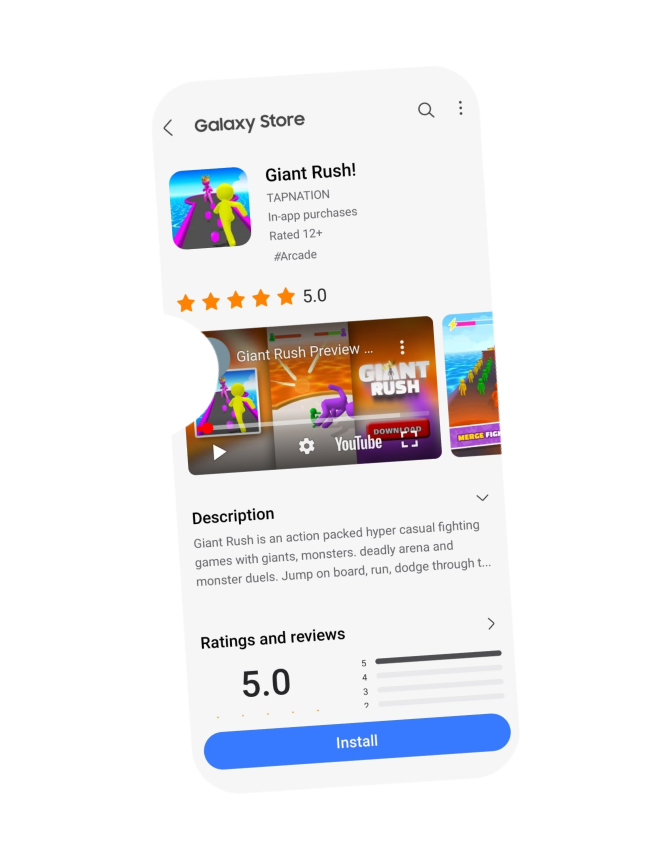 Galaxy Store
Giant Rush!
TAPNATION
In-app purchases
Rated 12+
#Arcade
5.0
Giant Rush Preview ...
GIANT
RUSH
DOWNLOAD
YouTube
MERGE FIGH
Description
Giant Rush is an action packed hyper casual fighting
games with giants, monsters. deadly arena and
monster duels. Jump on board, run, dodge through t...
Ratings and reviews
5.0
5
4
3
2
Install